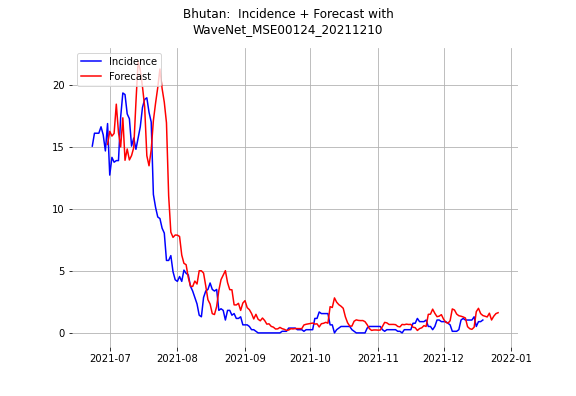 Bhutan:  Incidence + Forecast with
WaveNet_MSE00124_20211210
Incidence
Forecast
20
15
10
5
0
2021-07 2021-08 2021-09 2021-10 2021-11 2021-12 2022-01